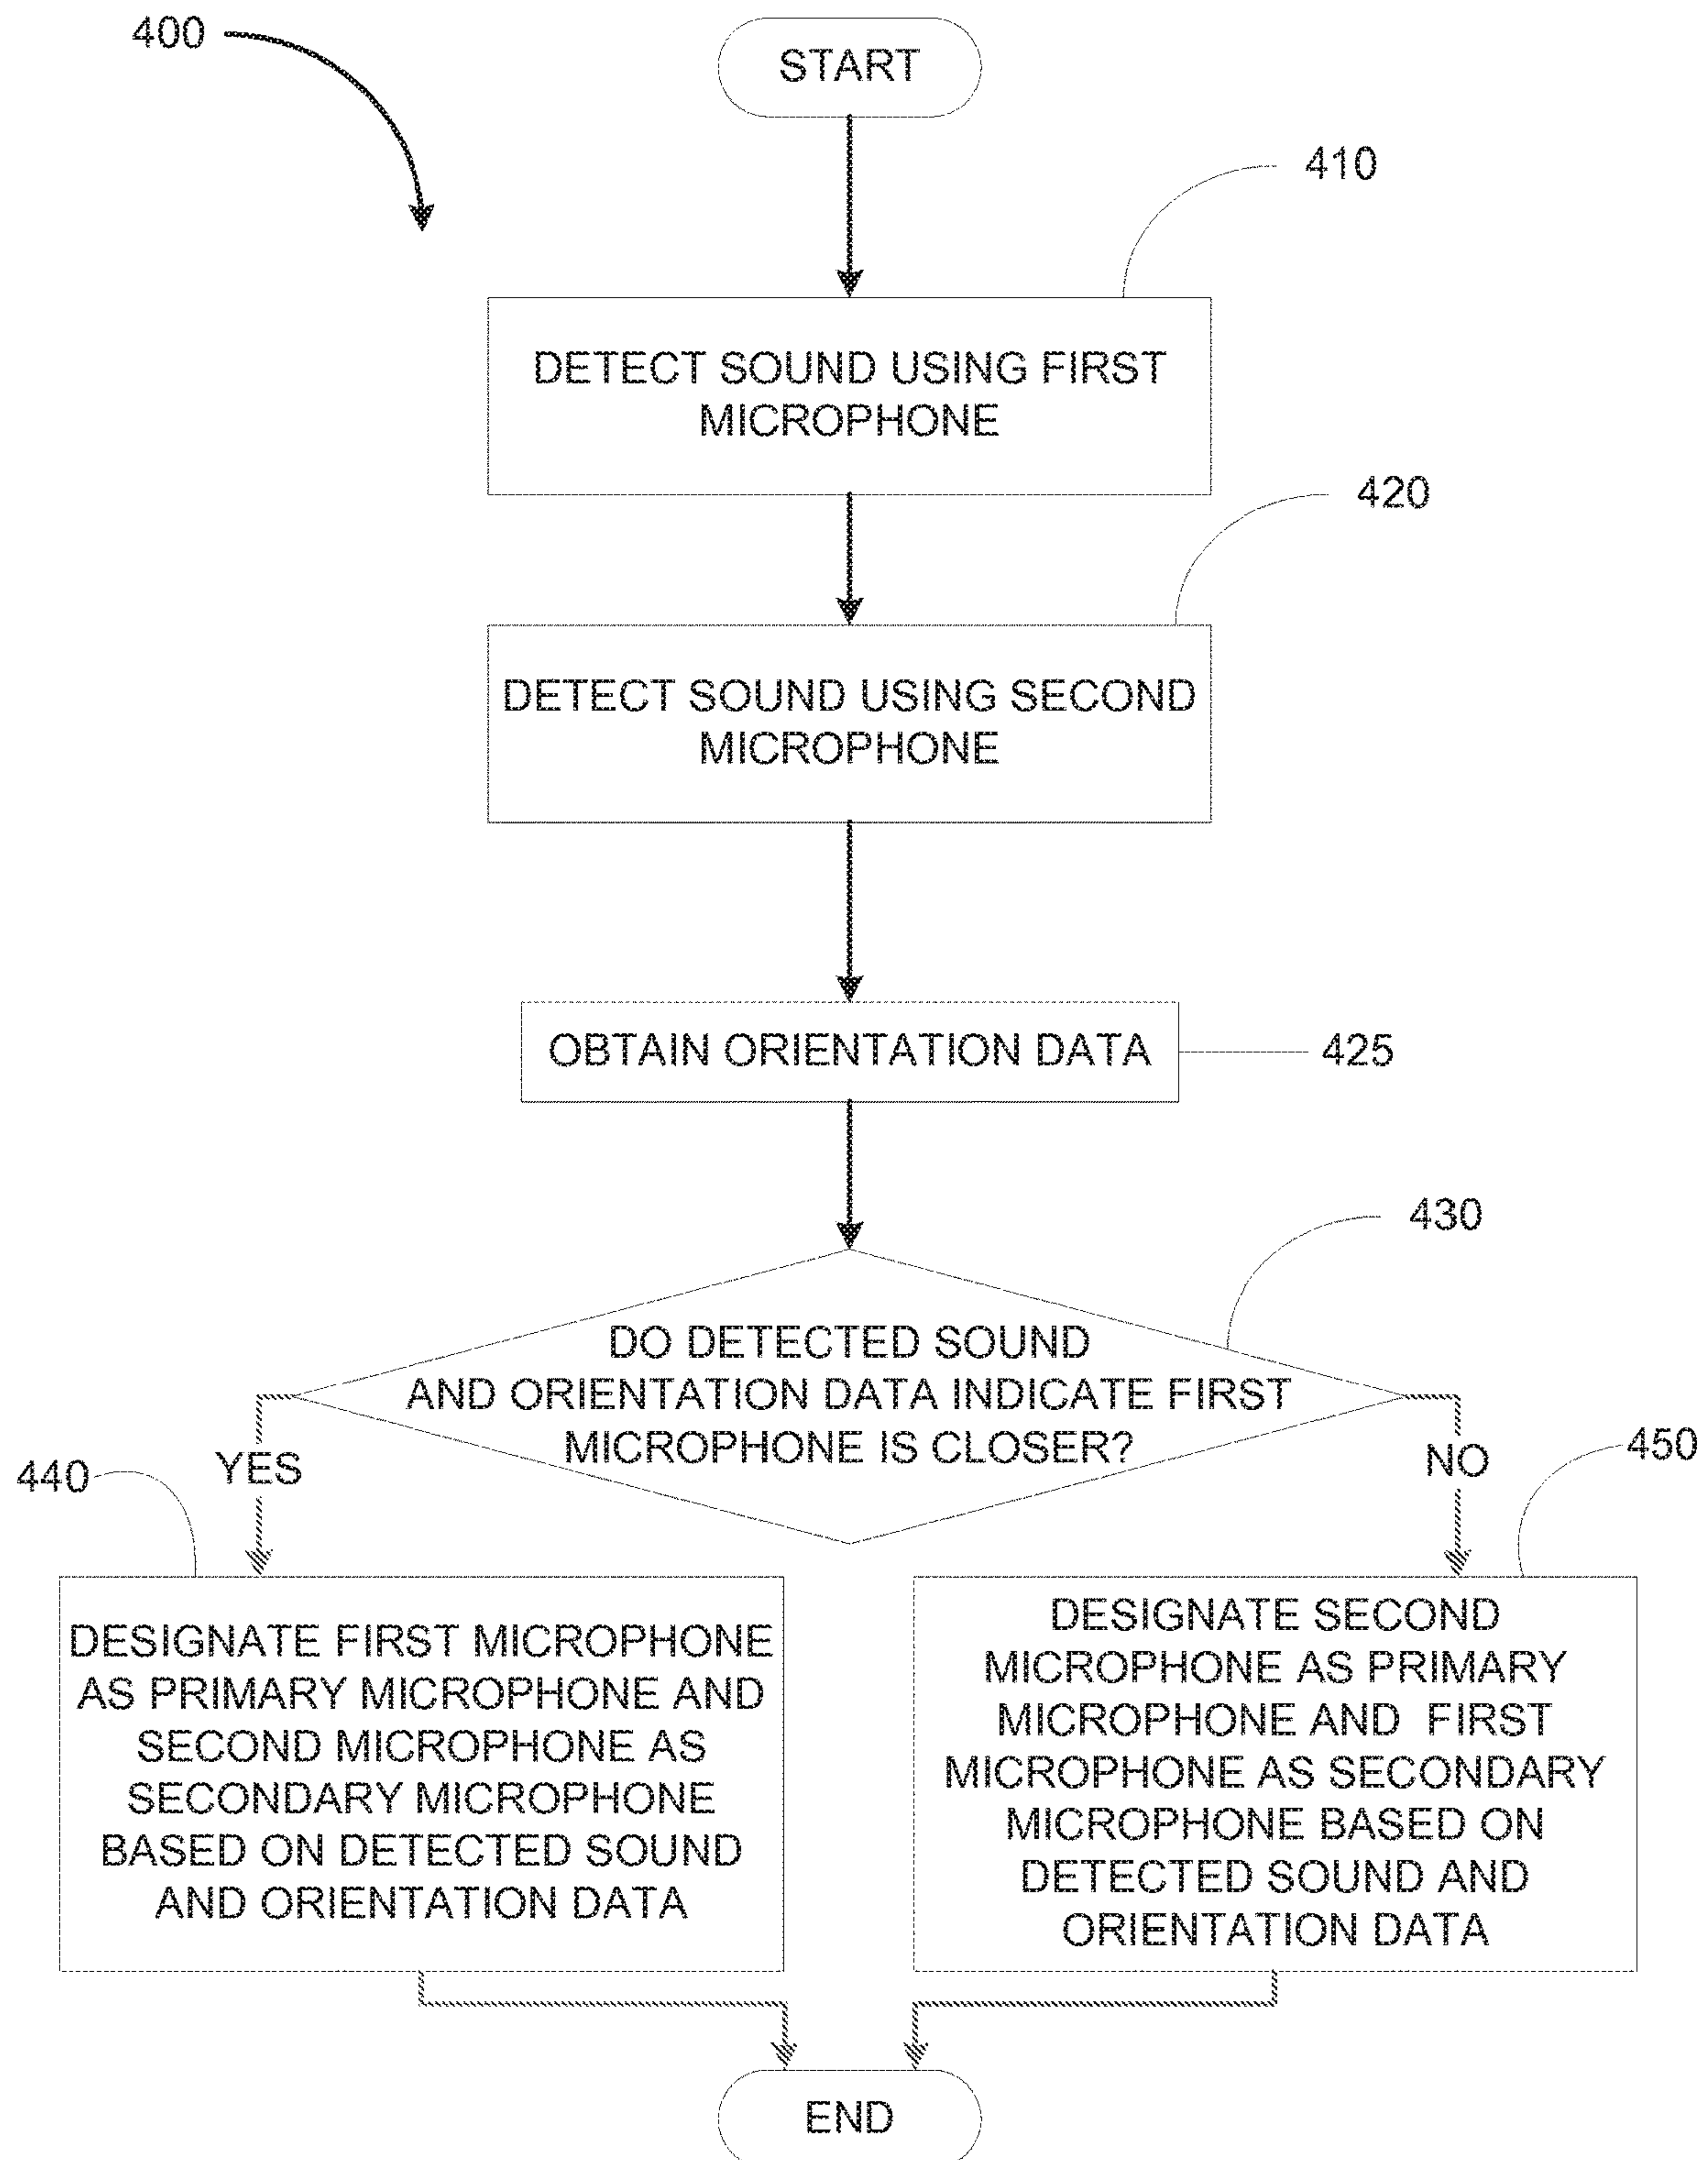 400
START
410
DETECT SOUND USING FIRST
MICROPHONE
420
DETECT SOUND USING SECOND
MICROPHONE
OBTAIN ORIENTATION DATA
425
430
DO DETECTED SOUND
AND ORIENTATION DATA INDICATE FIRST
MICROPHONE IS CLOSER?
YES
NO
440
450
DESIGNATE FIRST MICROPHONE
AS PRIMARY MICROPHONE AND
SECOND MICROPHONE AS
SECONDARY MICROPHONE
BASED ON DETECTED SOUND
AND ORIENTATION DATA
DESIGNATE SECOND
MICROPHONE AS PRIMARY
MICROPHONE AND FIRST
MICROPHONE AS SECONDARY
MICROPHONE BASED ON
DETECTED SOUND AND
ORIENTATION DATA
END